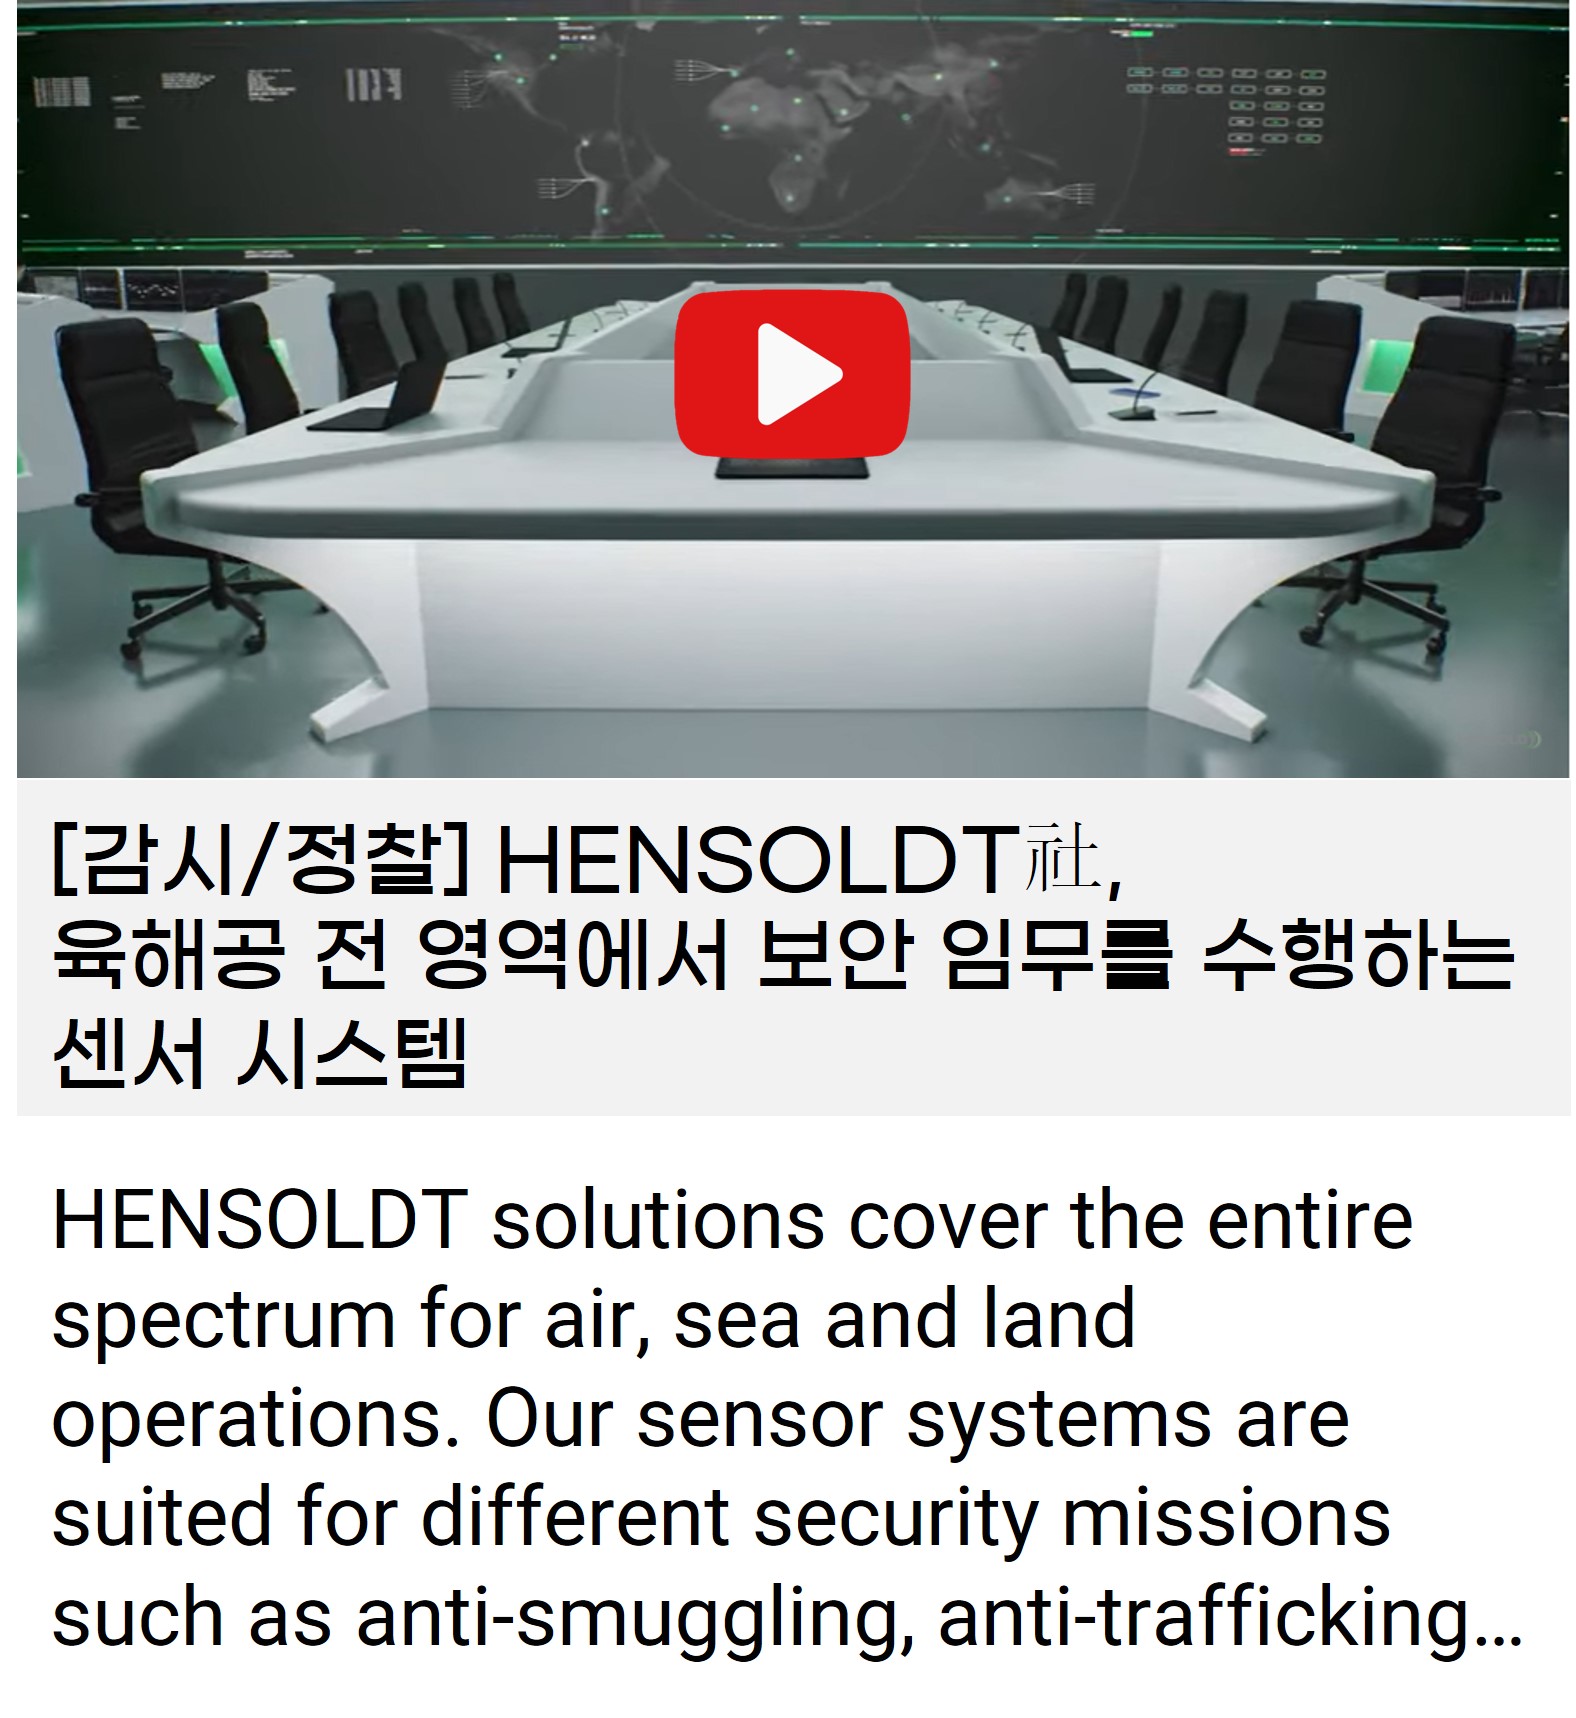 [감시/정찰] HENSOLDT社,
육해공 전 영역에서 보안 임무를 수행하는
센서 시스템
HENSOLDT solutions cover the entire
spectrum for air, sea and land
operations. Our sensor systems are
suited for different security missions
such as anti-smuggling, anti-trafficking…